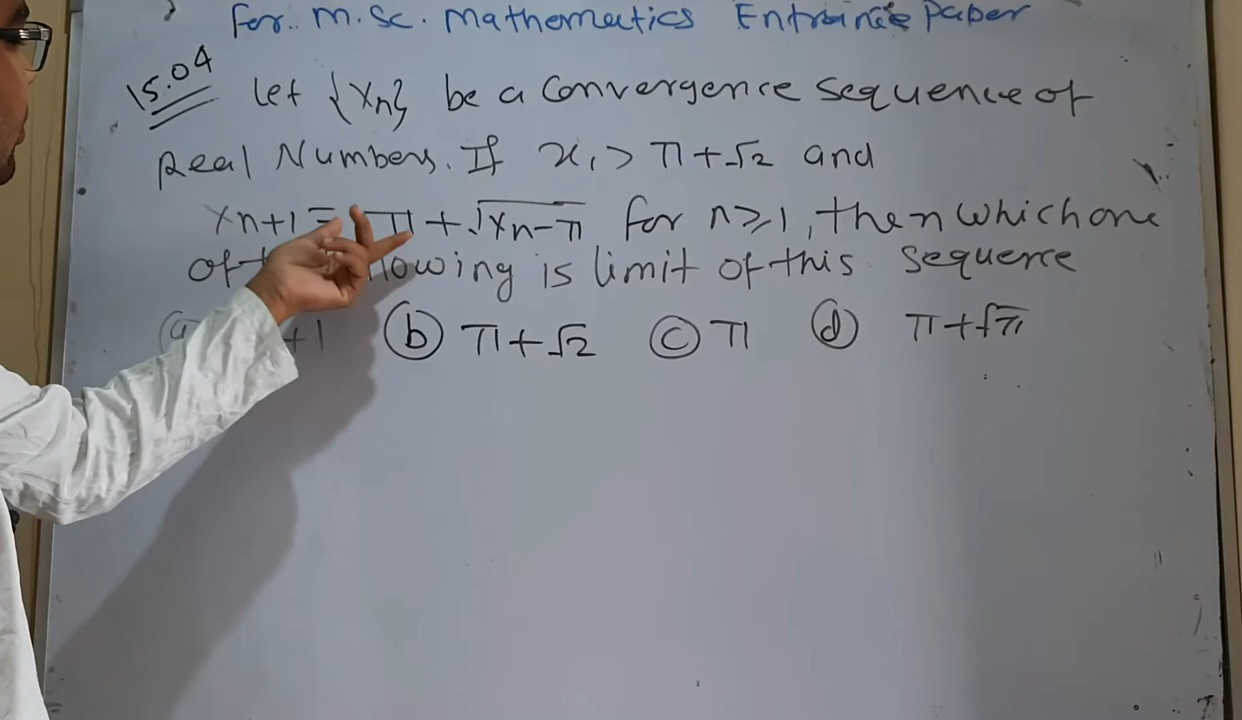 For M.Sc. Mathematics Entrance Paper
15.04
Let {Xn} be a Convergence Sequence of
Real Numbers. If x₁ > π+√2 and
Xn+1 = π + √(Xn-π) for n≥1, then which one
of is limit of this Sequence
(a) +1 (b) π+√2 (c) π (d) π+√π